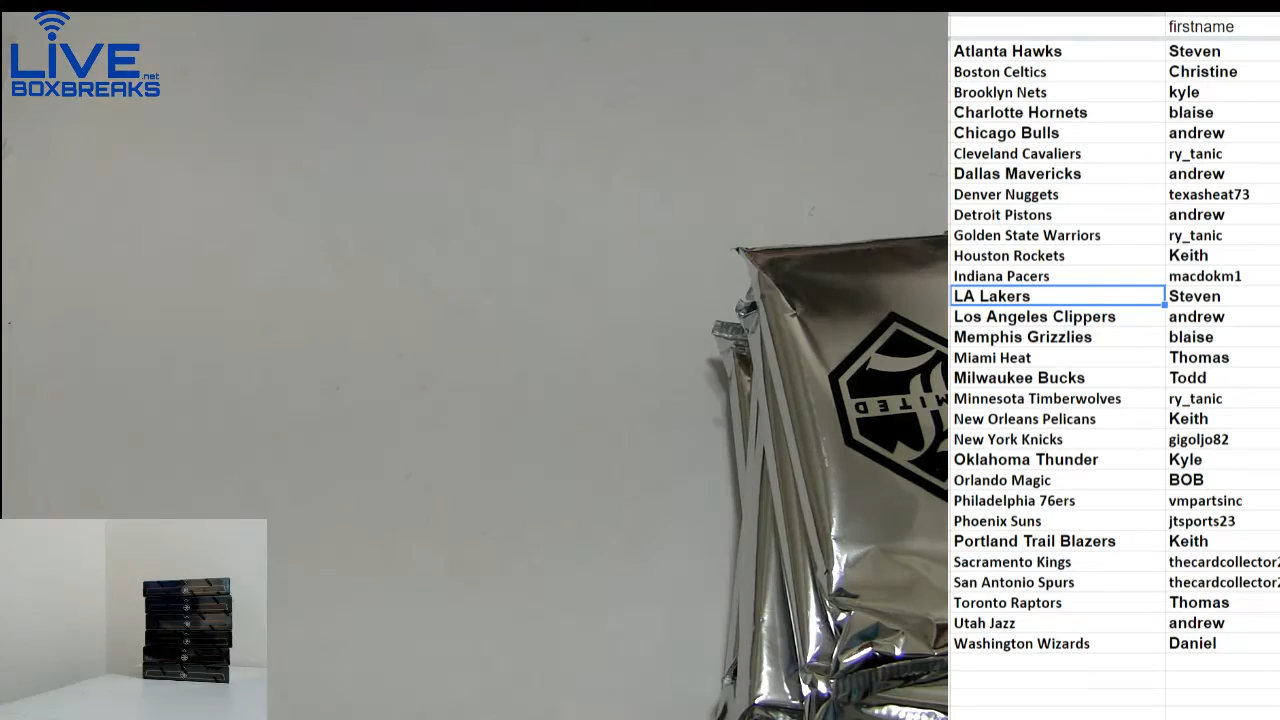 LIVE.net
BOXBREAKS
firstname
Atlanta Hawks Steven
Boston Celtics Christine
Brooklyn Nets kyle
Charlotte Hornets blaise
Chicago Bulls andrew
Cleveland Cavaliers ry_tanic
Dallas Mavericks andrew
Denver Nuggets texasheat73
Detroit Pistons andrew
Golden State Warriors ry_tanic
Houston Rockets Keith
Indiana Pacers macdokm1
LA Lakers Steven
Los Angeles Clippers andrew
Memphis Grizzlies blaise
Miami Heat Thomas
Milwaukee Bucks Todd
Minnesota Timberwolves ry_tanic
New Orleans Pelicans Keith
New York Knicks gigoljo82
Oklahoma Thunder Kyle
Orlando Magic BOB
Philadelphia 76ers vmpartsinc
Phoenix Suns jtsports23
Portland Trail Blazers Keith
Sacramento Kings thecardcollector2
San Antonio Spurs thecardcollector2
Toronto Raptors Thomas
Utah Jazz andrew
Washington Wizards Daniel
MITED